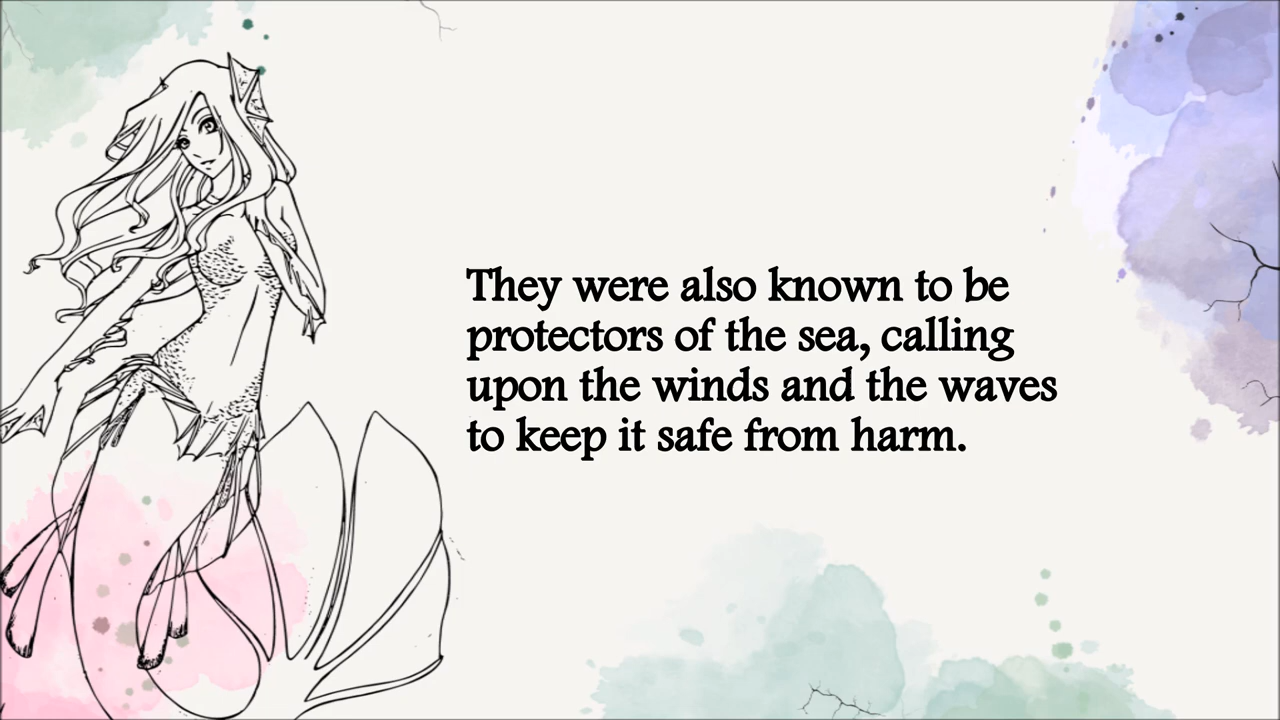 They were also known to be
protectors of the sea, calling
upon the winds and the waves
to keep it safe from harm.